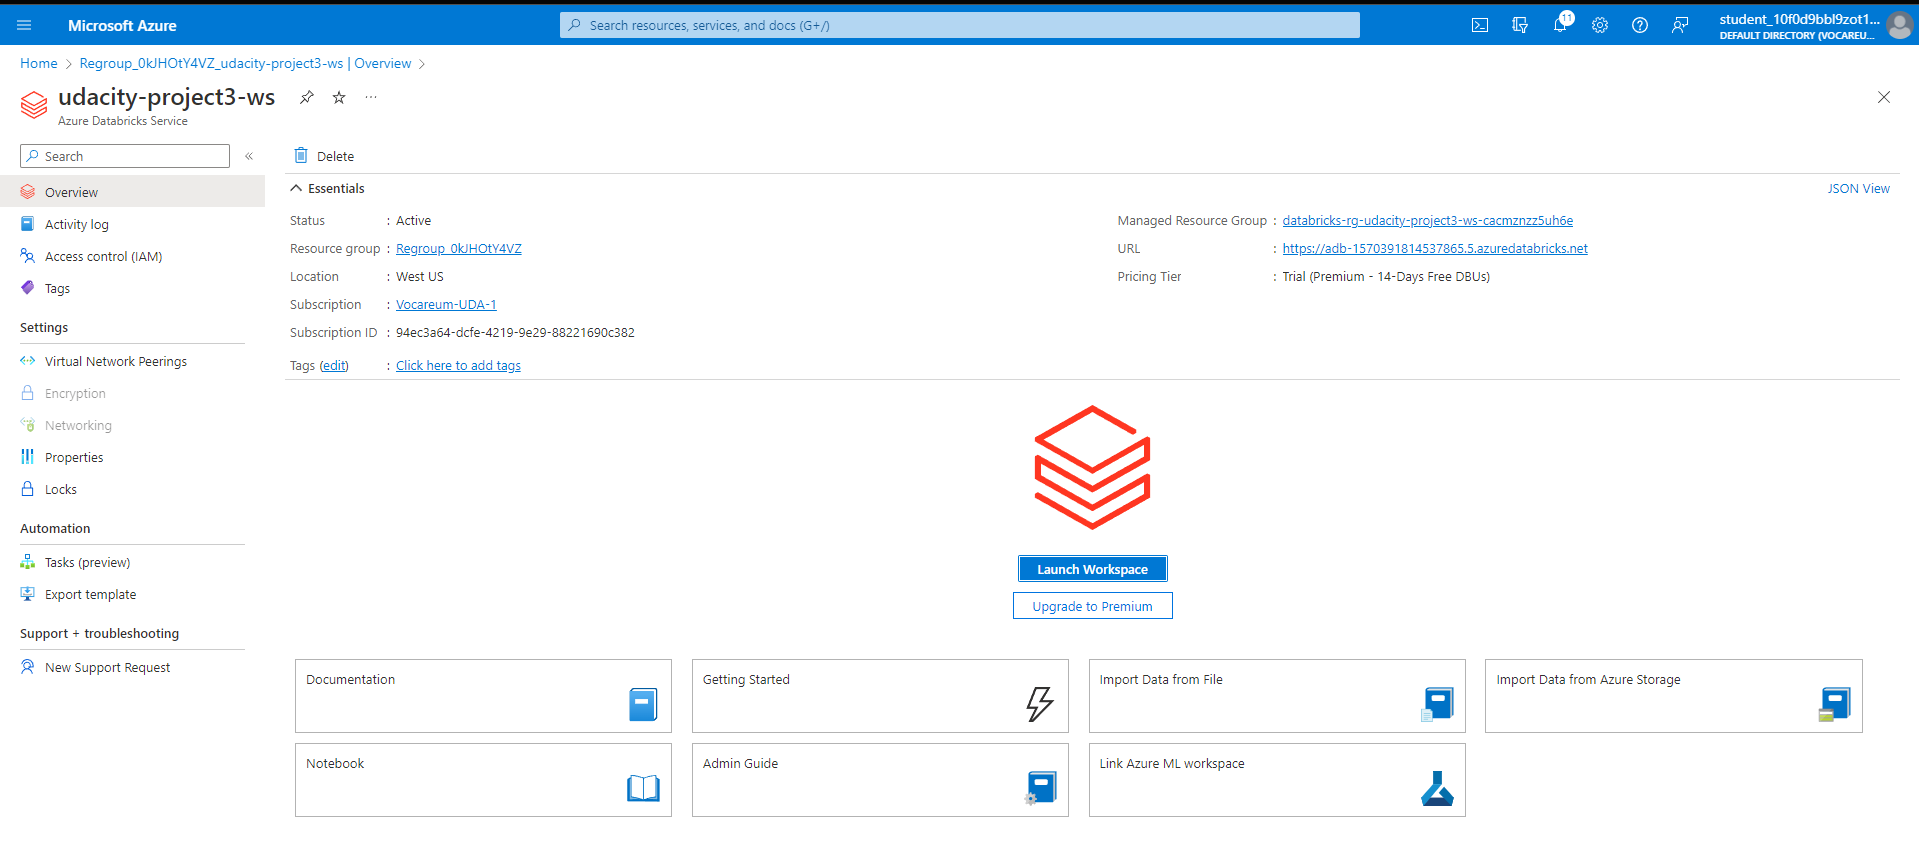 Microsoft Azure
Search resources, services, and docs (G+/)
11
student_10f0d9bbl9zot1...
DEFAULT DIRECTORY (VOCAREU...
Home > Regroup_0kJHOtY4VZ_udacity-project3-ws | Overview >
udacity-project3-ws
Azure Databricks Service
Search
«
Overview
Activity log
Access control (IAM)
Tags
Settings
Virtual Network Peerings
Encryption
Networking
Properties
Locks
Automation
Tasks (preview)
Export template
Support + troubleshooting
New Support Request
Delete
Essentials
JSON View
Status : Active
Resource group : Regroup_0kJHOtY4VZ
Location : West US
Subscription : Vocareum-UDA-1
Subscription ID : 94ec3a64-dcfe-4219-9e29-88221690c382
Tags (edit) : Click here to add tags
Managed Resource Group : databricks-rg-udacity-project3-ws-cacmznzz5uh6e
URL : https://adb-1570391814537865.5.azuredatabricks.net
Pricing Tier : Trial (Premium - 14-Days Free DBUs)
Launch Workspace
Upgrade to Premium
Documentation
Getting Started
Import Data from File
Import Data from Azure Storage
Notebook
Admin Guide
Link Azure ML workspace